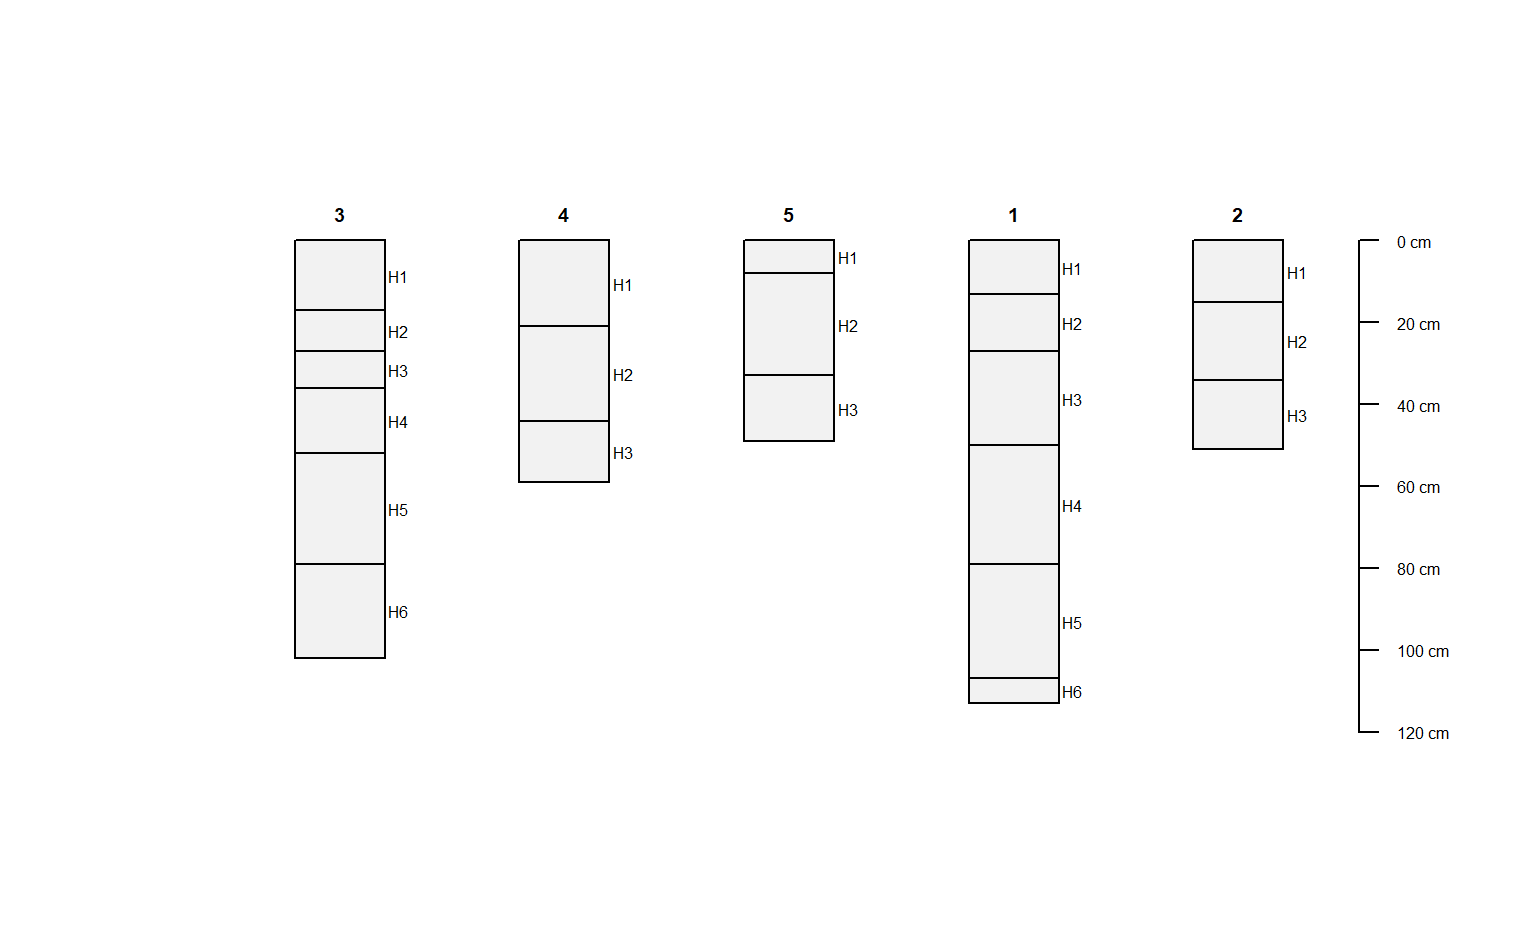 3 4 5 1 2
0 cm
H1 H1 H1 H1 H1
20 cm
H2 H2 H2 H2 H2
H3 H3 H3 H3 H3
40 cm
H4 H4
60 cm
H5 H5
80 cm
H6 H6
100 cm
120 cm